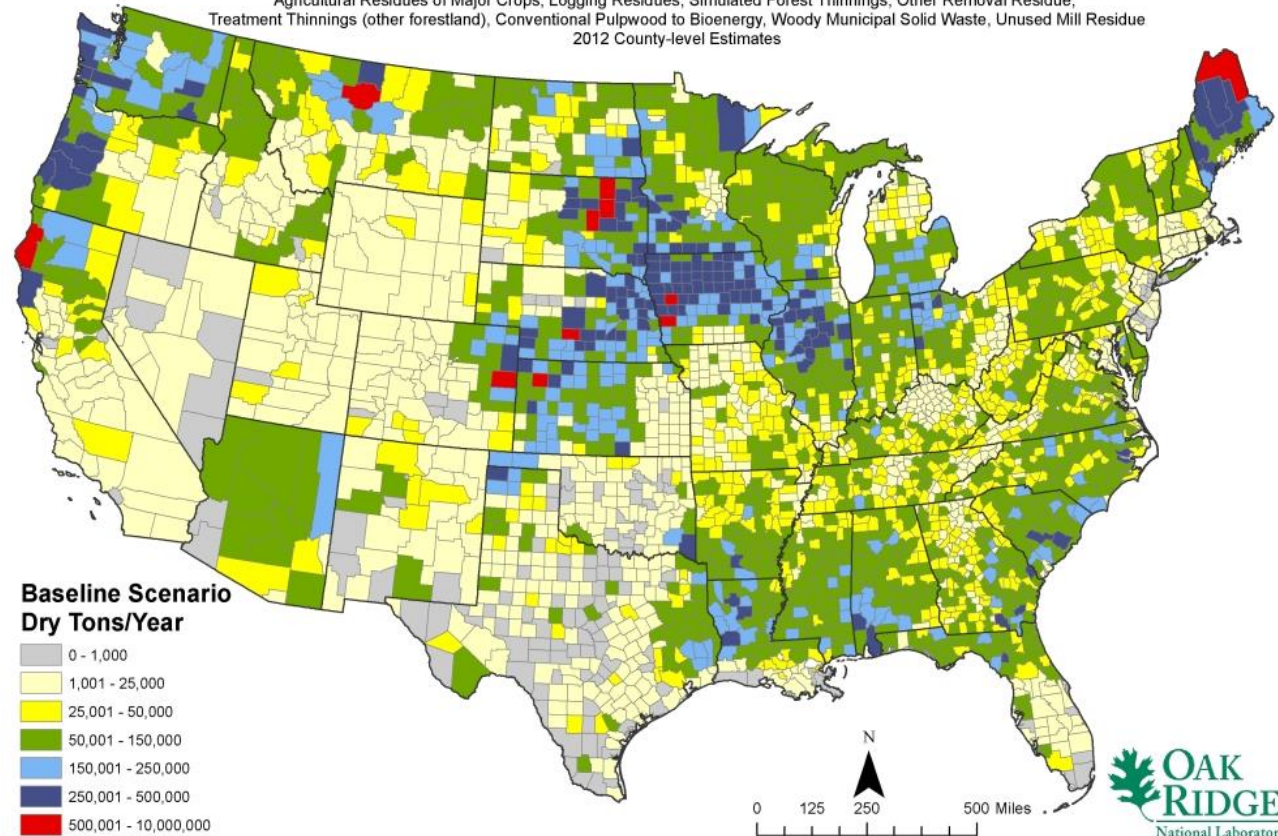 Agricultural Residues of Major Crops, Logging Residues, Simulated Forest Thinnings, Other Removal Residue,
Treatment Thinnings (other forestland), Conventional Pulpwood to Bioenergy, Woody Municipal Solid Waste, Unused Mill Residue
2012 County-level Estimates
Baseline Scenario
Dry Tons/Year
0 - 1,000
1,001 - 25,000
25,001 - 50,000
50,001 - 150,000
150,001 - 250,000
250,001 - 500,000
500,001 - 10,000,000
N
0 125 250 500 Miles
OAK
RIDGE
National Laborator